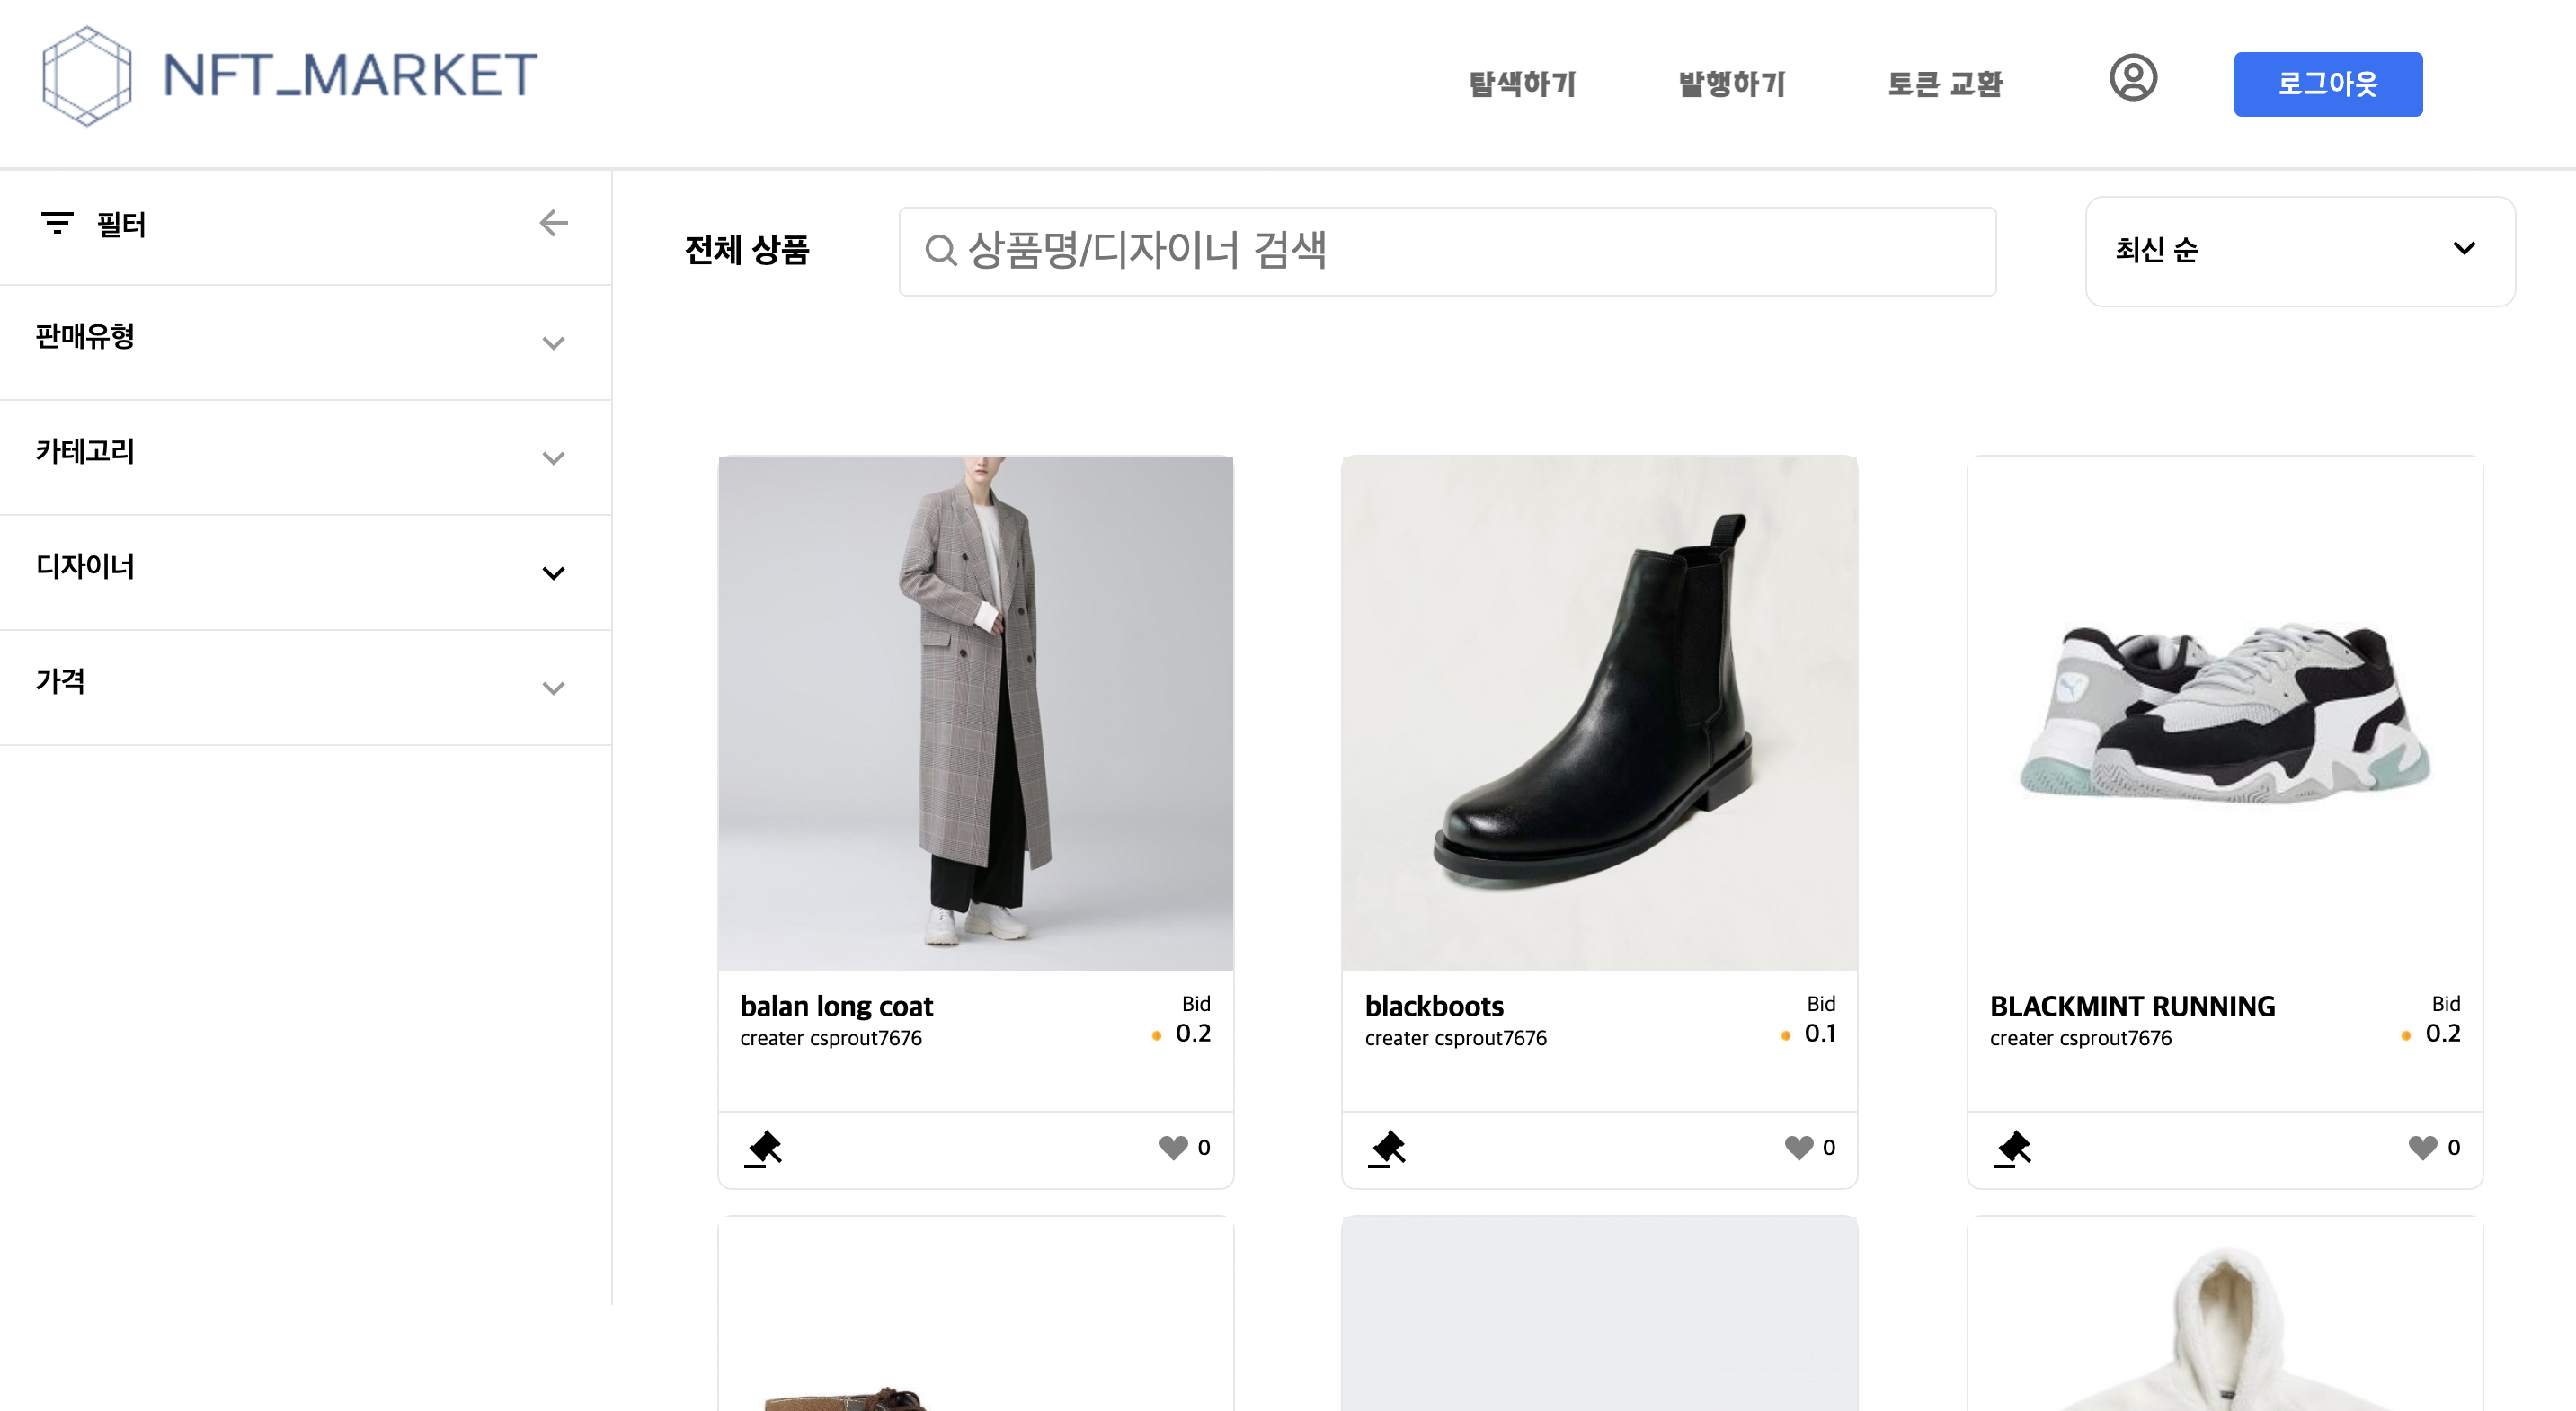 NFT_MARKET
탐색하기
발행하기
토큰 교환
로그아웃
필터
판매유형
카테고리
디자이너
가격
전체 상품
상품명/디자이너 검색
최신 순
balan long coat
Bid
creater csprout7676
0.2
0
blackboots
Bid
creater csprout7676
0.1
0
BLACKMINT RUNNING
Bid
creater csprout7676
0.2
0